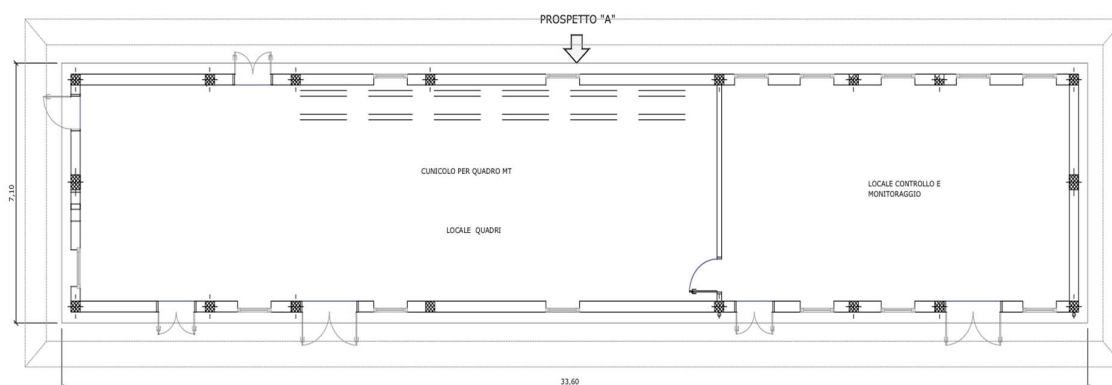 PROSPETTO "A"
CUNICOLO PER QUADRO MT
LOCALE CONTROLLO E
MONITORAGGIO
7,10
LOCALE QUADRI
33,60